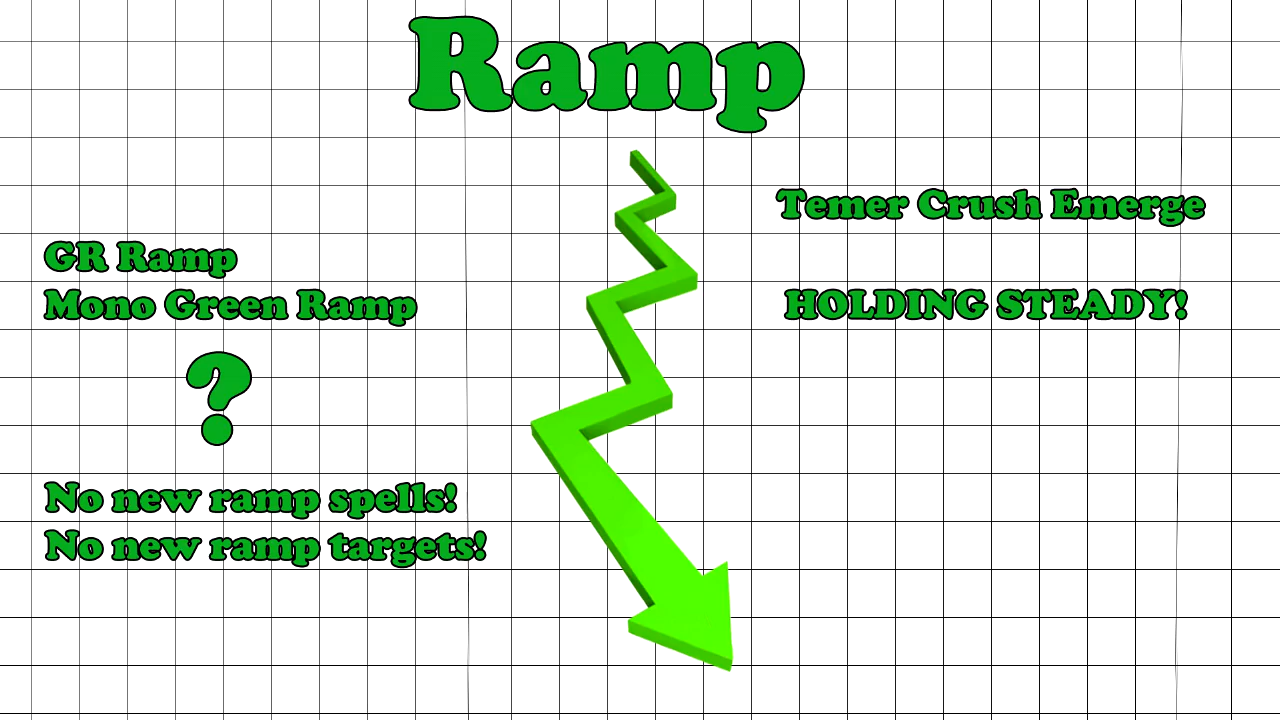 Ramp
GR Ramp
Mono Green Ramp
?
No new ramp spells!
No new ramp targets!
Temer Crush Emerge
HOLDING STEADY!